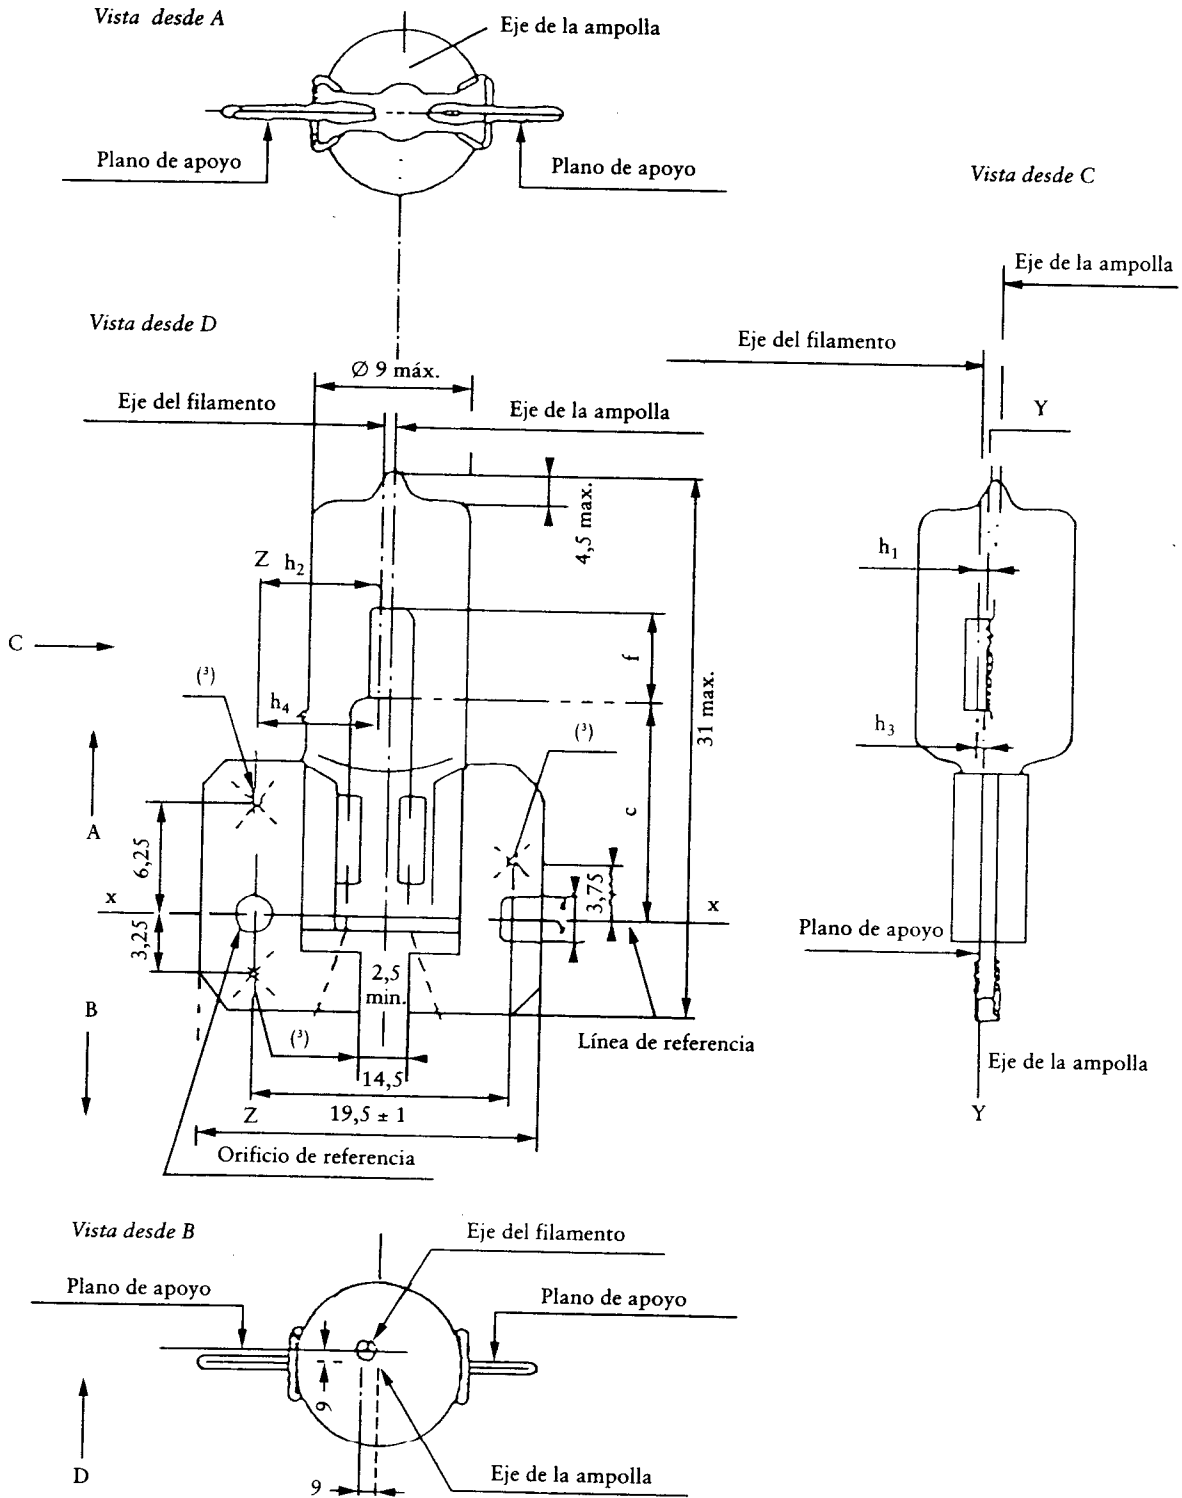 Vista desde A
Eje de la ampolla
Plano de apoyo
Plano de apoyo
Vista desde C
Eje de la ampolla
Vista desde D
Eje del filamento
Ø 9 máx.
Eje del filamento
Eje de la ampolla
Y
4,5 max.
Z h₂
h₁
C
f
(³)
h₄
31 max.
(³)
h₃
A
c
6,25
3,75
x
x
3,25
Plano de apoyo
2,5
min.
B
(³)
Línea de referencia
14,5
Eje de la ampolla
Z
19,5 ± 1
Y
Orificio de referencia
Vista desde B
Eje del filamento
Plano de apoyo
Plano de apoyo
9
D
Eje de la ampolla
9